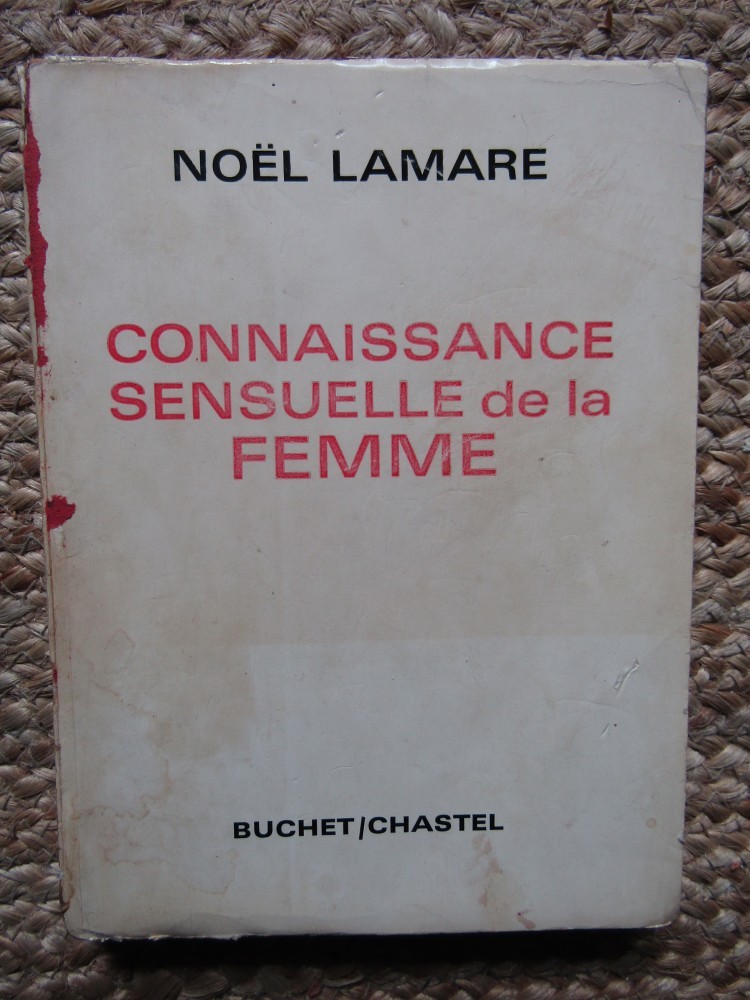 NOËL LAMARE
CONNAISSANCE
SENSUELLE de la
FEMME
BUCHET/CHASTEL